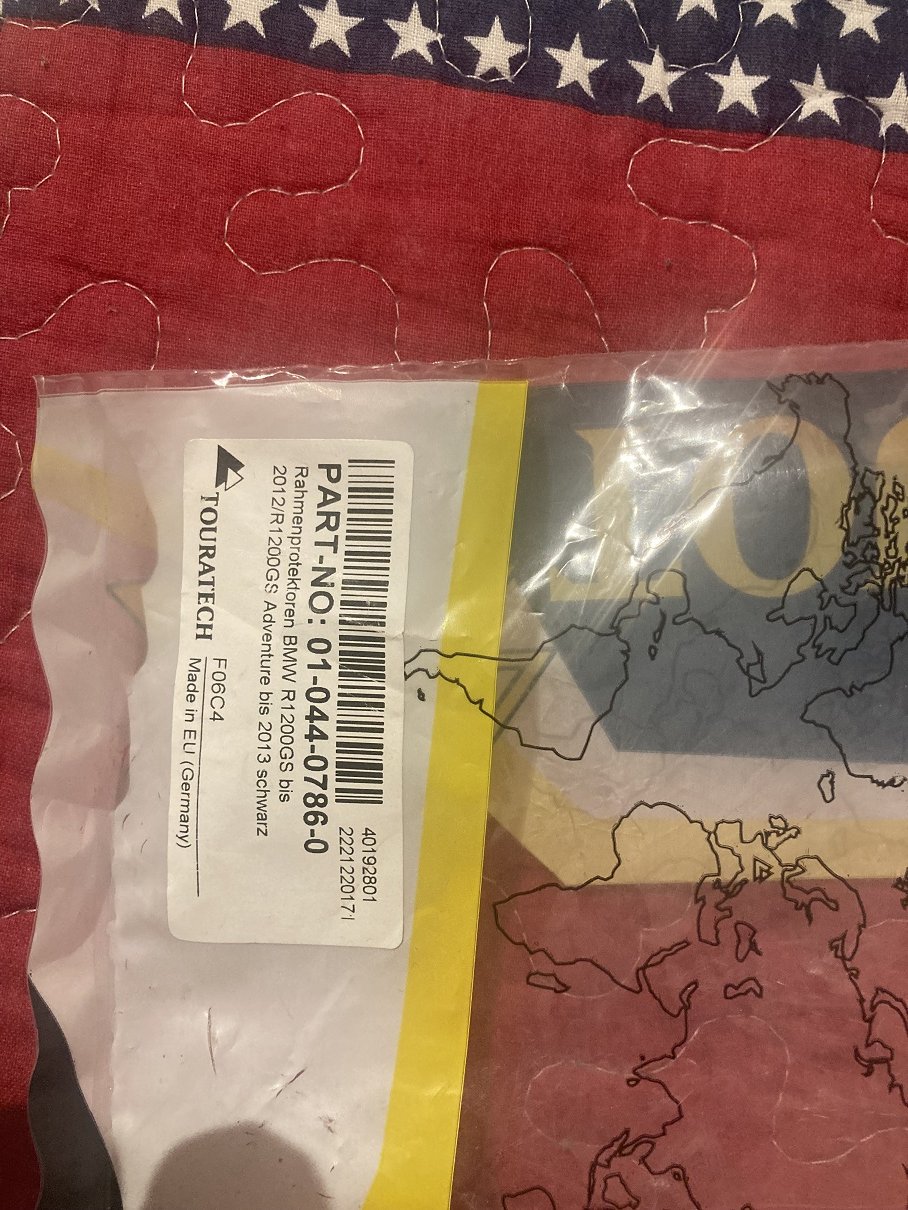 40192801
222122017
PART-NO: 01-044-0786-0
Rahmenprotektoren BMW R1200GS bis
2012/R1200GS Adventure bis 2013 schwarz
TOURATECH
F06C4
Made in EU (Germany)